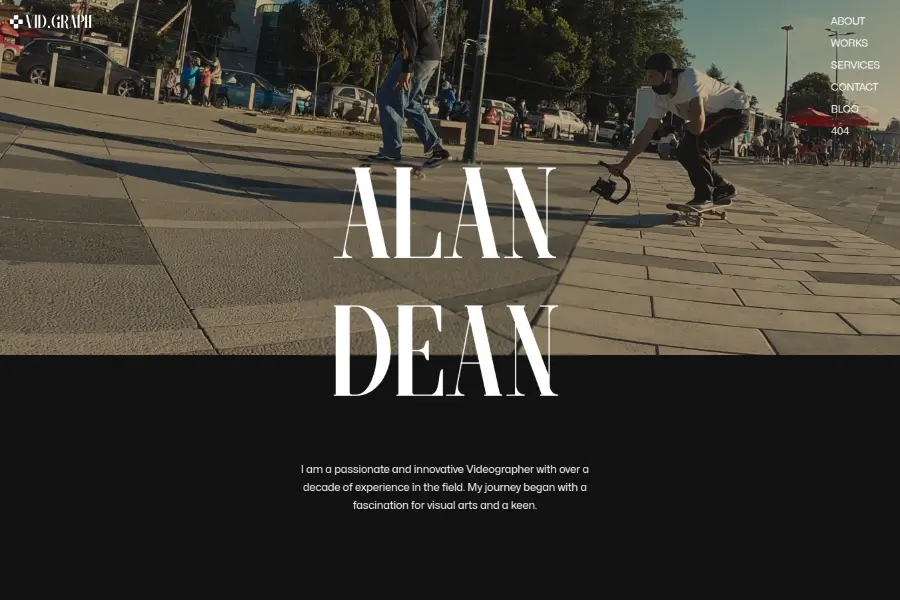 VID.GRAPH
ABOUT
WORKS
SERVICES
CONTACT
BLOG
404
ALAN
DEAN
I am a passionate and innovative Videographer with over a
decade of experience in the field. My journey began with a
fascination for visual arts and a keen.